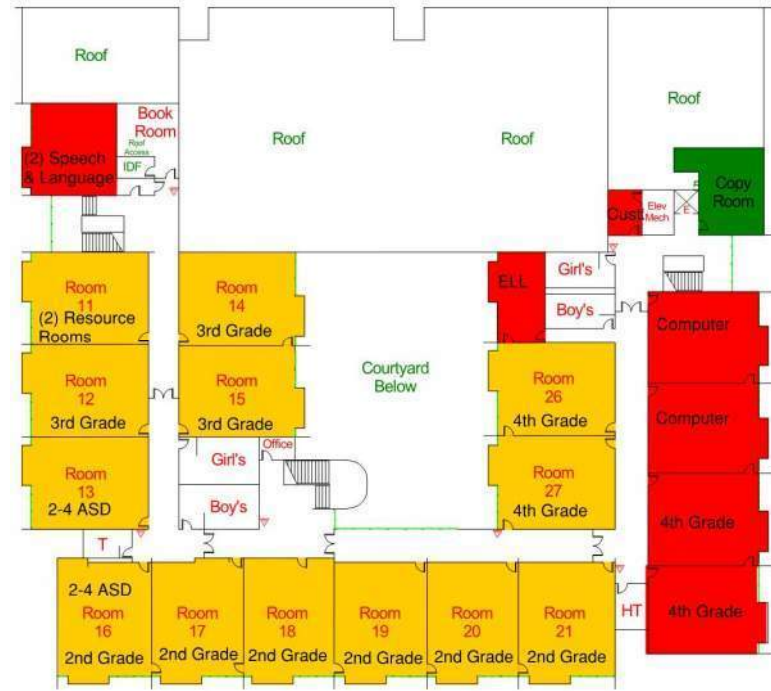 Roof
Book
Room
Roof
Access
IDF
(2) Speech
& Language
Roof
Roof
Roof
Copy
Room
Cust
Elev
Mech
E
Room
11
(2) Resource
Rooms
Room
14
3rd Grade
ELL
Girl's
Boy's
Computer
Room
12
3rd Grade
Room
15
3rd Grade
Courtyard
Below
Room
26
4th Grade
Computer
Room
13
2-4 ASD
Girl's
Office
Boy's
Room
27
4th Grade
4th Grade
T
2-4 ASD
Room
16
2nd Grade
Room
17
2nd Grade
Room
18
2nd Grade
Room
19
2nd Grade
Room
20
2nd Grade
Room
21
2nd Grade
HT
4th Grade